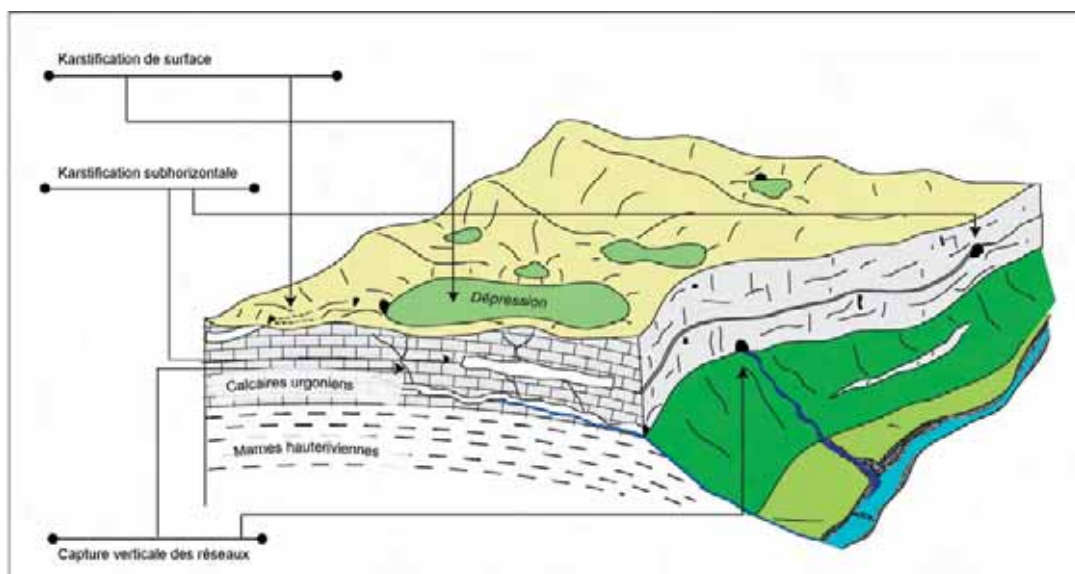 Karstification de surface
Karstification subhorizontale
Dépression
Calcaires urgoniens
Marnes hauteriviennes
Capture verticale des réseaux